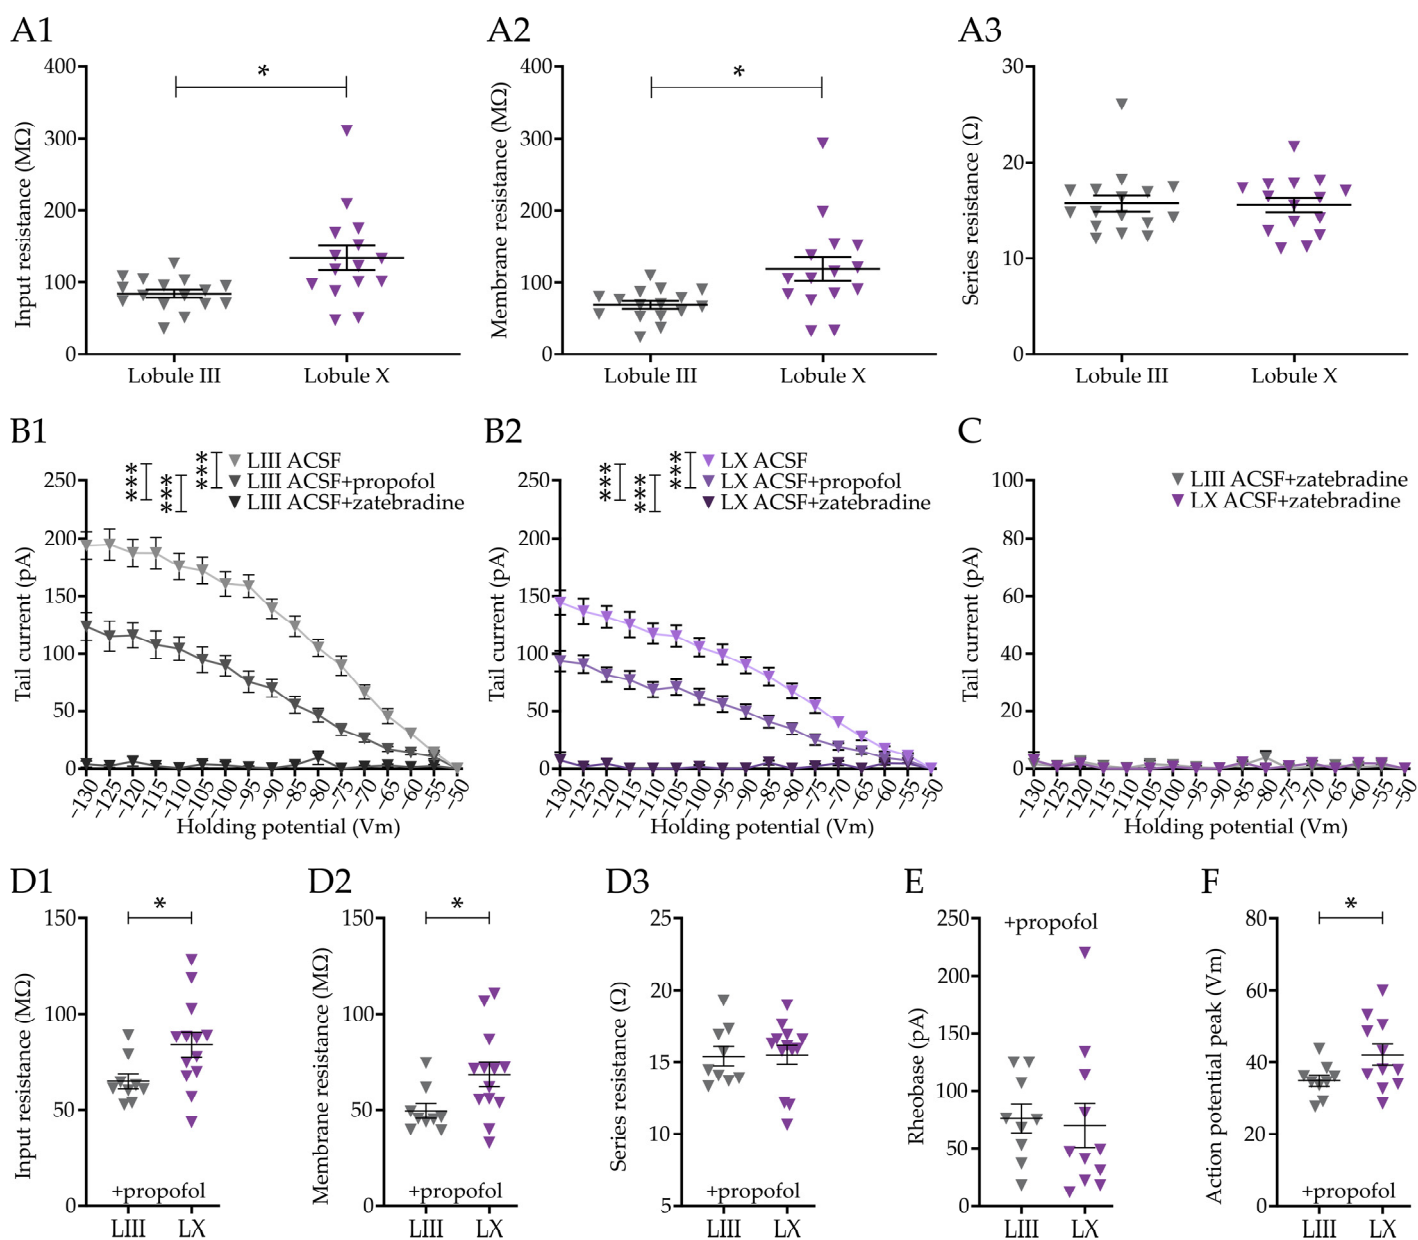 A1
A2
A3
400
300
200
100
0
Input resistance (MΩ)
*
Lobule III
Lobule X
400
300
200
100
0
Membrane resistance (MΩ)
*
Lobule III
Lobule X
30
20
10
0
Series resistance (Ω)
Lobule III
Lobule X
B1
B2
C
*** *** ***
LIII ACSF
LIII ACSF+propofol
LIII ACSF+zatebradine
250
200
150
100
50
0
Tail current (pA)
−130 −125 −120 −115 −110 −105 −100 −95 −90 −85 −80 −75 −70 −65 −60 −55 −50
Holding potential (Vm)
*** *** ***
LX ACSF
LX ACSF+propofol
LX ACSF+zatebradine
250
200
150
100
50
0
Tail current (pA)
−130 −125 −120 −115 −110 −105 −100 −95 −90 −85 −80 −75 −70 −65 −60 −55 −50
Holding potential (Vm)
LIII ACSF+zatebradine
LX ACSF+zatebradine
100
80
60
40
20
0
Tail current (pA)
−130 −125 −120 −115 −110 −105 −100 −95 −90 −85 −80 −75 −70 −65 −60 −55 −50
Holding potential (Vm)
D1
D2
D3
E
F
150
100
50
0
Input resistance (MΩ)
*
+propofol
LIII
LX
150
100
50
0
Membrane resistance (MΩ)
*
+propofol
LIII
LX
25
20
15
10
5
Series resistance (Ω)
+propofol
LIII
LX
250
200
150
100
50
0
Rheobase (pA)
+propofol
LIII
LX
80
60
40
20
0
Action potential peak (Vm)
*
+propofol
LIII
LX